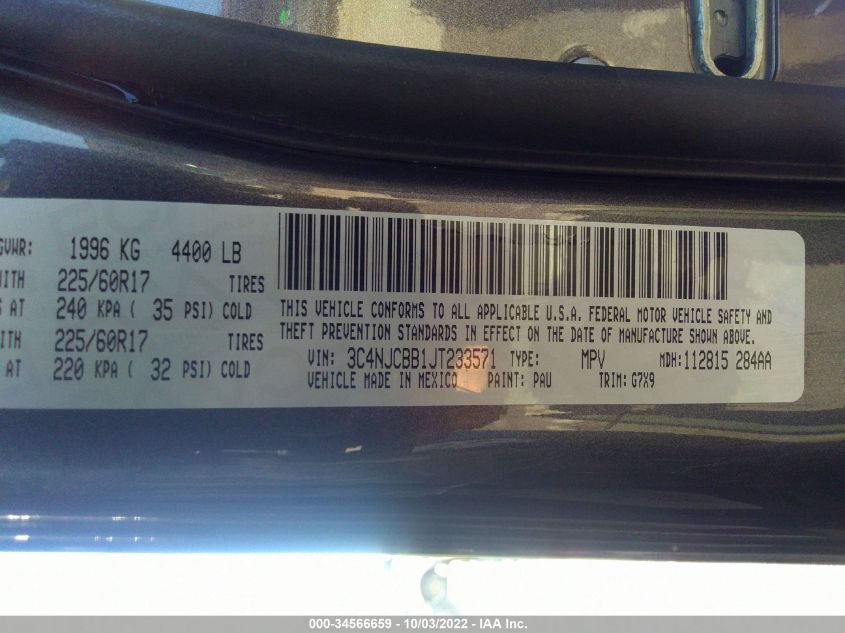 GVWR: 1996 KG 4400 LB
WITH 225/60R17 TIRES
S AT 240 KPA ( 35 PSI) COLD
WITH 225/60R17 TIRES
AT 220 KPA ( 32 PSI) COLD
THIS VEHICLE CONFORMS TO ALL APPLICABLE U.S.A. FEDERAL MOTOR VEHICLE SAFETY AND
THEFT PREVENTION STANDARDS IN EFFECT ON THE DATE OF MANUFACTURE SHOWN ABOVE.
VIN: 3C4NJCBB1JT233571 TYPE: MPV MDH:112815 284AA
VEHICLE MADE IN MEXICO PAINT: PAU TRIM: G7X9
000-34566659 - 10/03/2022 - IAA Inc.